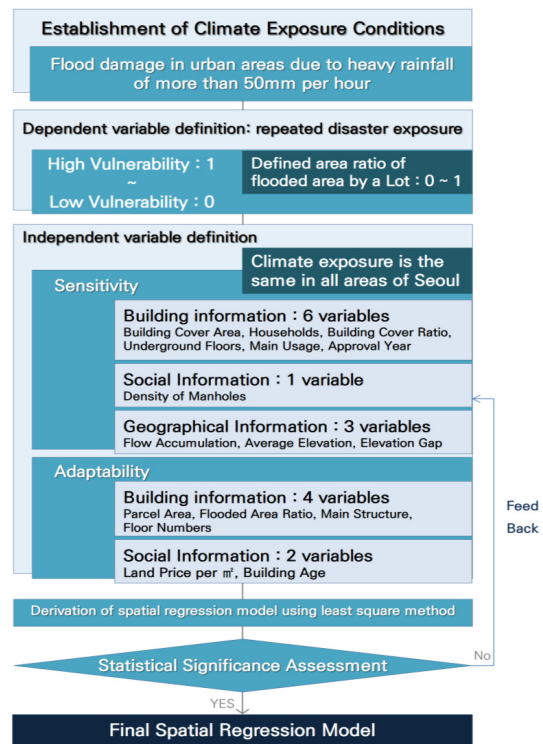 Establishment of Climate Exposure Conditions
Flood damage in urban areas due to heavy rainfall
of more than 50mm per hour
Dependent variable definition: repeated disaster exposure
High Vulnerability : 1
~
Low Vulnerability : 0
Defined area ratio of
flooded area by a Lot : 0 ~ 1
Independent variable definition
Climate exposure is the
same in all areas of Seoul
Sensitivity
Building information : 6 variables
Building Cover Area, Households, Building Cover Ratio,
Underground Floors, Main Usage, Approval Year
Social Information : 1 variable
Density of Manholes
Geographical Information : 3 variables
Flow Accumulation, Average Elevation, Elevation Gap
Adaptability
Building information : 4 variables
Parcel Area, Flooded Area Ratio, Main Structure,
Floor Numbers
Social Information : 2 variables
Land Price per ㎡, Building Age
Feed
Back
Derivation of spatial regression model using least square method
Statistical Significance Assessment
No
YES
Final Spatial Regression Model